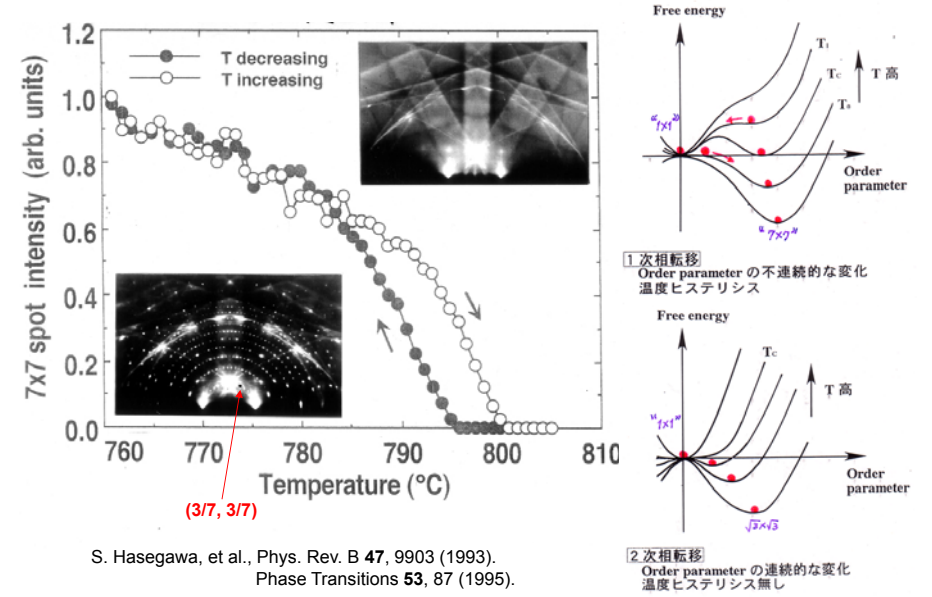 7x7 spot intensity (arb. units)
1.2
1.0
0.8
0.6
0.4
0.2
0.0
T decreasing
T increasing
760
770
780
790
800
810
Temperature (°C)
(3/7, 3/7)
S. Hasegawa, et al., Phys. Rev. B 47, 9903 (1993).
Phase Transitions 53, 87 (1995).
Free energy
T₁
Tc
T 高
"1×1"
Order
parameter
"7×7"
1次相転移
Order parameter の不連続的な変化
温度ヒステリシス
Free energy
Tc
T 高
"1×1"
Order
parameter
√3×√3
2次相転移
Order parameter の連続的な変化
温度ヒステリシス無し